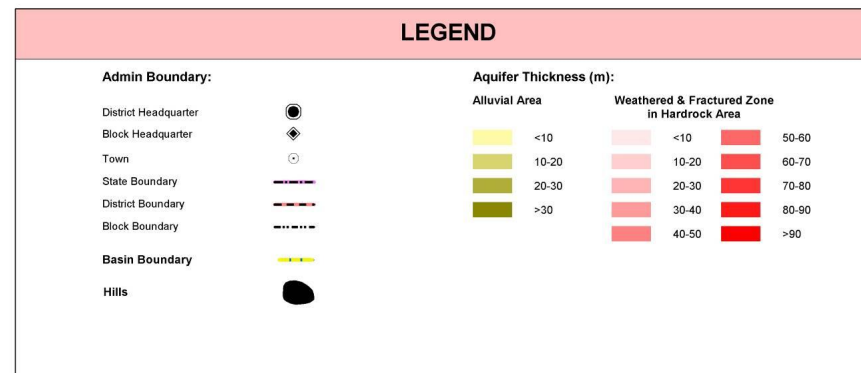 LEGEND
Admin Boundary:
District Headquarter
Block Headquarter
Town
State Boundary
District Boundary
Block Boundary
Basin Boundary
Hills
Aquifer Thickness (m):
Alluvial Area
<10
10-20
20-30
>30
Weathered & Fractured Zone
in Hardrock Area
<10
10-20
20-30
30-40
40-50
50-60
60-70
70-80
80-90
>90